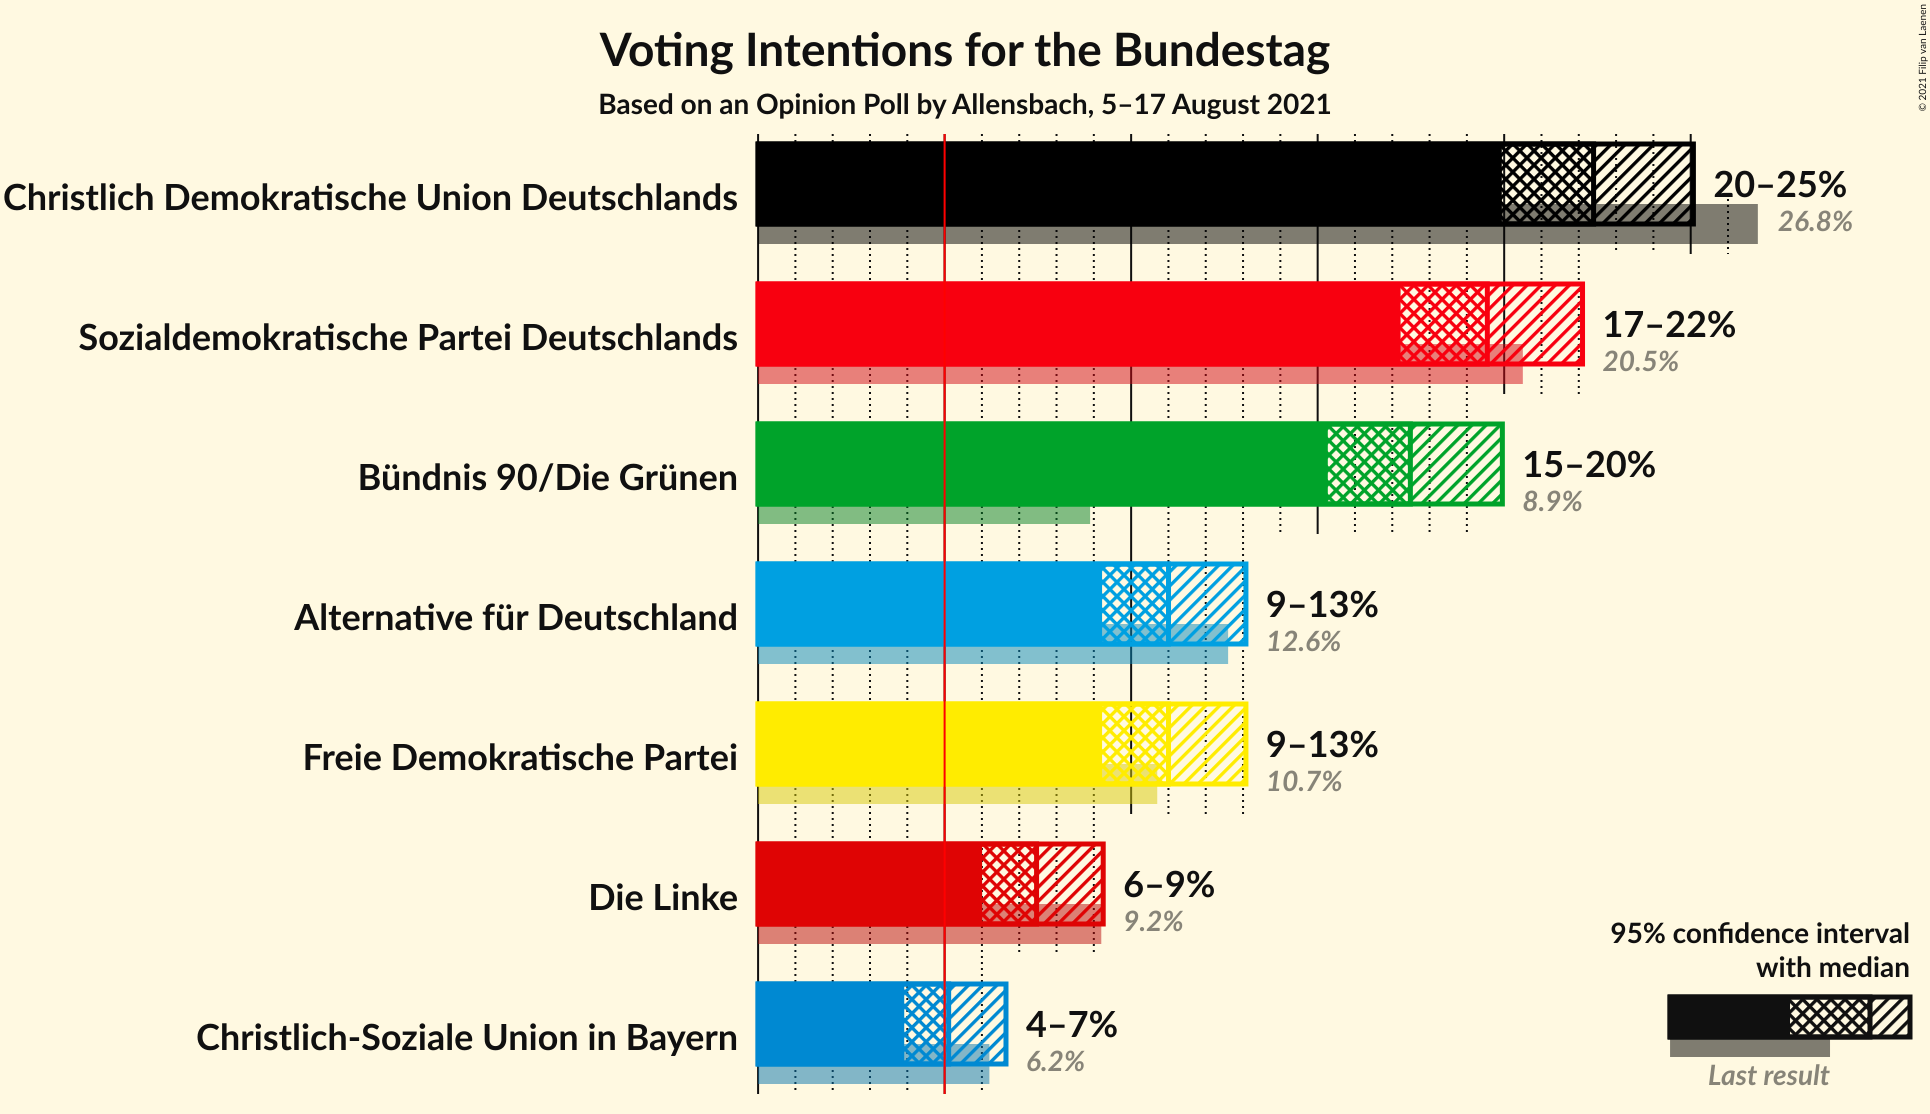 Voting Intentions for the Bundestag
Based on an Opinion Poll by Allensbach, 5–17 August 2021
© 2021 Filip van Laenen
Christlich Demokratische Union Deutschlands
20–25%
26.8%
Sozialdemokratische Partei Deutschlands
17–22%
20.5%
Bündnis 90/Die Grünen
15–20%
8.9%
Alternative für Deutschland
9–13%
12.6%
Freie Demokratische Partei
9–13%
10.7%
Die Linke
6–9%
9.2%
Christlich-Soziale Union in Bayern
4–7%
6.2%
95% confidence interval
with median
Last result